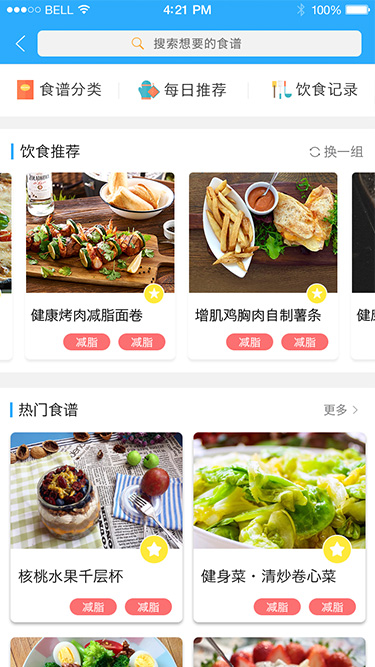 BELL 4:21 PM 100%
搜索想要的食谱
食谱分类 每日推荐 饮食记录
饮食推荐 换一组
健康烤肉减脂面卷 增肌鸡胸肉自制薯条 健
减脂 减脂 减脂 减脂
热门食谱 更多
核桃水果千层杯 健身菜·清炒卷心菜
减脂 减脂 减脂 减脂